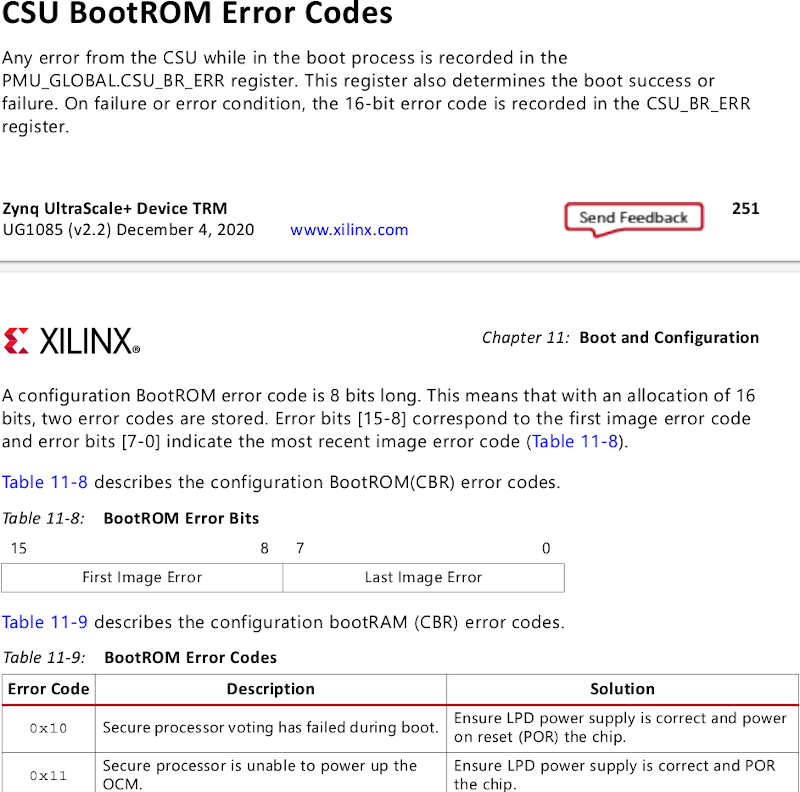 CSU BootROM Error Codes
Any error from the CSU while in the boot process is recorded in the
PMU_GLOBAL.CSU_BR_ERR register. This register also determines the boot success or
failure. On failure or error condition, the 16-bit error code is recorded in the CSU_BR_ERR
register.
Zynq UltraScale+ Device TRM
UG1085 (v2.2) December 4, 2020 www.xilinx.com
Send Feedback
251
XILINX®
Chapter 11: Boot and Configuration
A configuration BootROM error code is 8 bits long. This means that with an allocation of 16
bits, two error codes are stored. Error bits [15-8] correspond to the first image error code
and error bits [7-0] indicate the most recent image error code (Table 11-8).
Table 11-8 describes the configuration BootROM(CBR) error codes.
Table 11-8: BootROM Error Bits
15 8 7 0
First Image Error Last Image Error
Table 11-9 describes the configuration bootRAM (CBR) error codes.
Table 11-9: BootROM Error Codes
Error Code Description Solution
0x10 Secure processor voting has failed during boot. Ensure LPD power supply is correct and power
on reset (POR) the chip.
0x11 Secure processor is unable to power up the
OCM. Ensure LPD power supply is correct and POR
the chip.